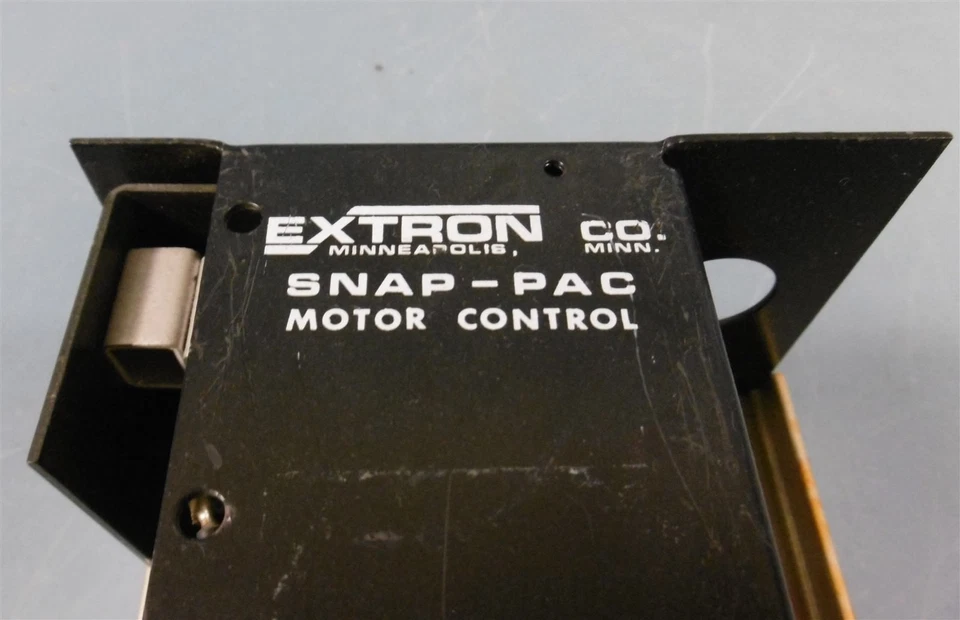 EXTRON CO.
MINNEAPOLIS, MINN.
SNAP-PAC
MOTOR CONTROL